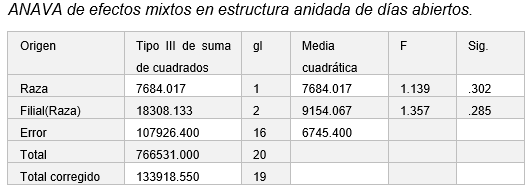 ANAVA de efectos mixtos en estructura anidada de días abiertos.
Origen Tipo III de suma de cuadrados gl Media cuadrática F Sig.
Raza 7684.017 1 7684.017 1.139 .302
Filial(Raza) 18308.133 2 9154.067 1.357 .285
Error 107926.400 16 6745.400
Total 766531.000 20
Total corregido 133918.550 19